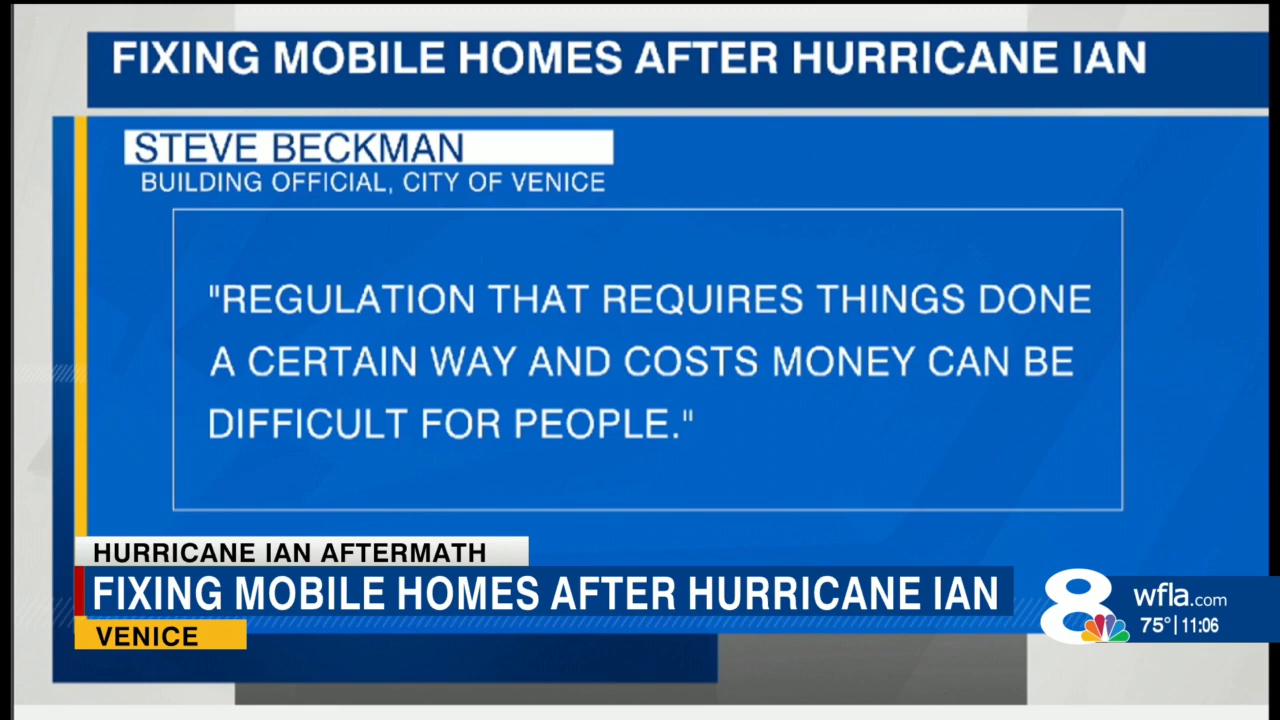 FIXING MOBILE HOMES AFTER HURRICANE IAN
STEVE BECKMAN
BUILDING OFFICIAL, CITY OF VENICE
"REGULATION THAT REQUIRES THINGS DONE
A CERTAIN WAY AND COSTS MONEY CAN BE
DIFFICULT FOR PEOPLE."
HURRICANE IAN AFTERMATH
FIXING MOBILE HOMES AFTER HURRICANE IAN
VENICE
8
wfla.com
75° | 11:06